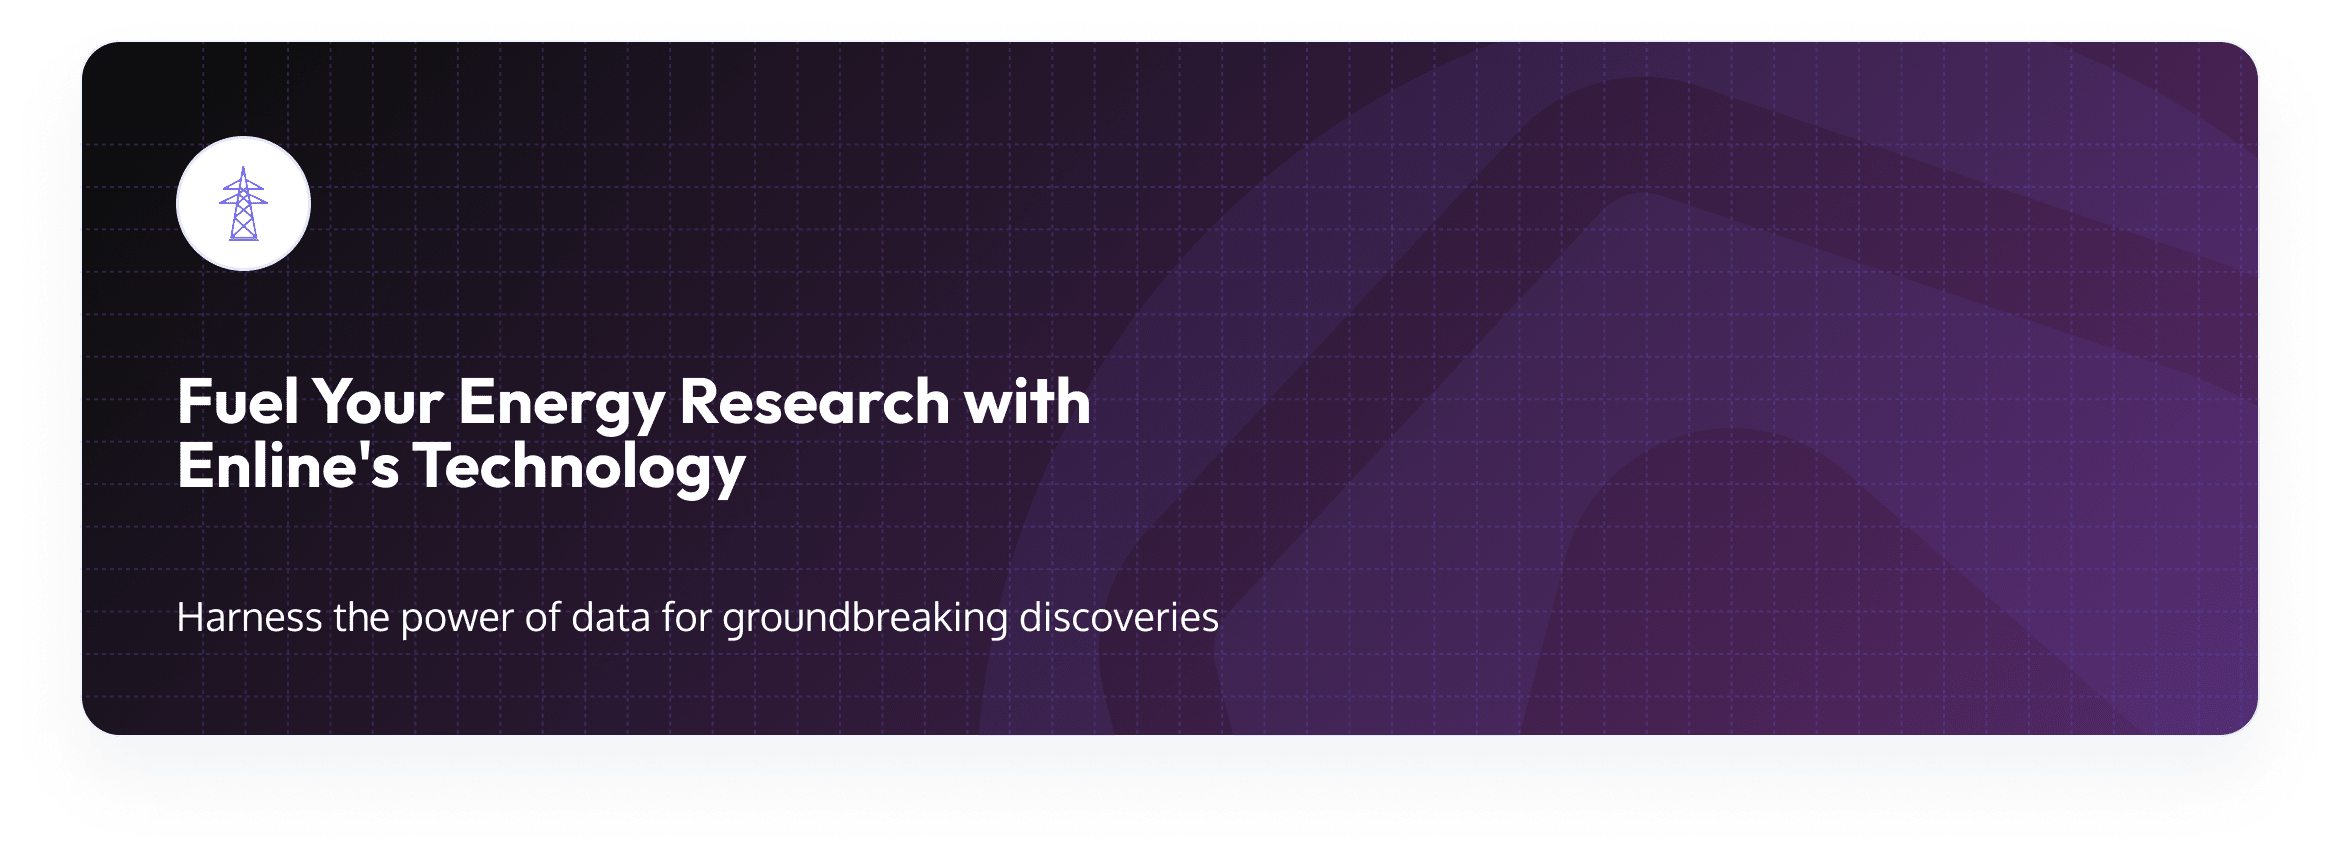 Fuel Your Energy Research with
Enline's Technology
Harness the power of data for groundbreaking discoveries